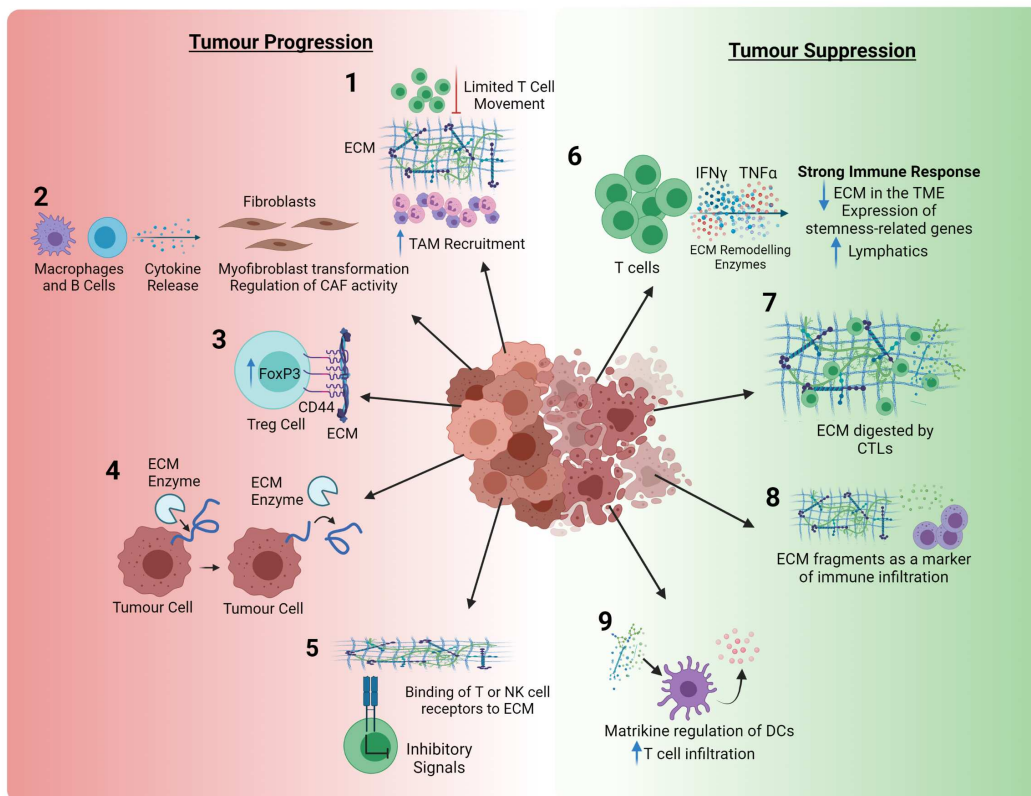 Tumour Progression
1
Limited T Cell
Movement
ECM
TAM Recruitment
2
Macrophages
and B Cells
Cytokine
Release
Fibroblasts
Myofibroblast transformation
Regulation of CAF activity
3
FoxP3
CD44
Treg Cell
ECM
4
ECM
Enzyme
ECM
Enzyme
Tumour Cell
Tumour Cell
5
Binding of T or NK cell
receptors to ECM
Inhibitory
Signals
Tumour Suppression
6
T cells
IFNγ
TNFα
ECM Remodelling
Enzymes
Strong Immune Response
ECM in the TME
Expression of
stemness-related genes
Lymphatics
7
ECM digested by
CTLs
8
ECM fragments as a marker
of immune infiltration
9
Matrikine regulation of DCs
T cell infiltration